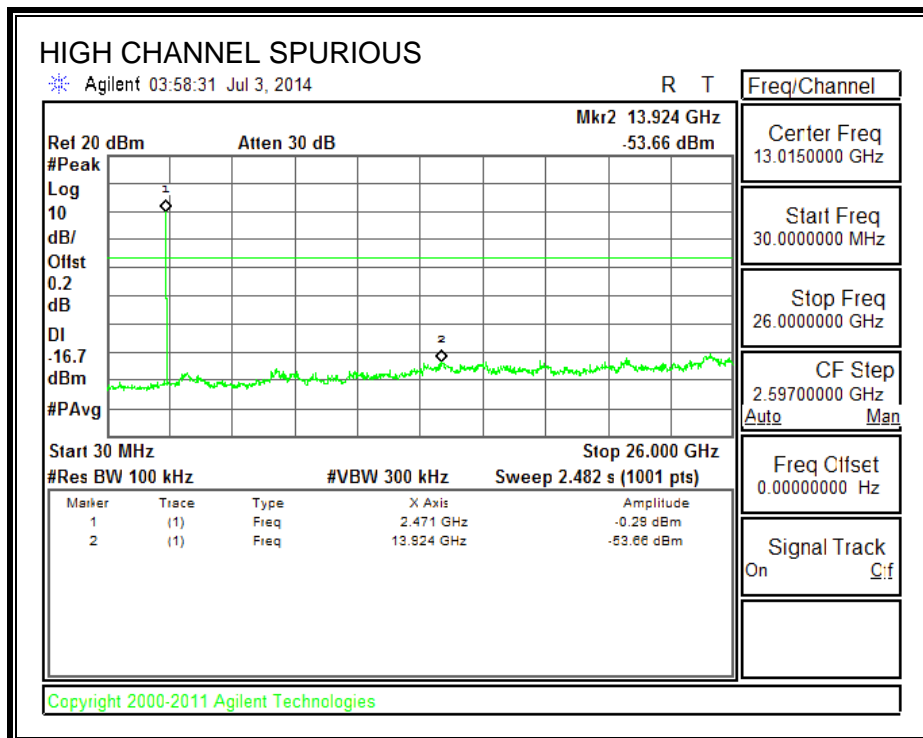 HIGH CHANNEL SPURIOUS
Agilent 03:58:31 Jul 3, 2014 R T
Mkr2 13.924 GHz
Ref 20 dBm Atten 30 dB -53.66 dBm
#Peak
Log
10
dB/
Offst
0.2
dB
DI
-16.7
dBm
#PAvg
1
2
Start 30 MHz Stop 26.000 GHz
#Res BW 100 kHz #VBW 300 kHz Sweep 2.482 s (1001 pts)
Marker Trace Type X Axis Amplitude
1 (1) Freq 2.471 GHz -0.28 dBm
2 (1) Freq 13.924 GHz -53.66 dBm
Freq/Channel
Center Freq
13.0150000 GHz
Start Freq
30.0000000 MHz
Stop Freq
26.0000000 GHz
CF Step
2.59700000 GHz
Auto Man
Freq Offset
0.00000000 Hz
Signal Track
On Off
Copyright 2000-2011 Agilent Technologies